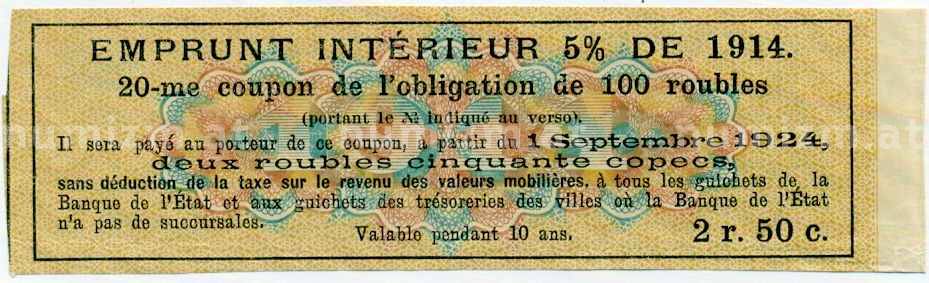 EMPRUNT INTÉRIEUR 5% DE 1914.
20-me coupon de l'obligation de 100 roubles
(portant le № indiqué au verso).
Il sera payé au porteur de ce coupon, a partir du 1 Septembre 1924,
deux roubles cinquante copecs,
sans déduction de la taxe sur le revenu des valeurs mobilières, à tous les guichets de la
Banque de l'État et aux guichets des trésoreries des villes où la Banque de l'État
n'a pas de succursales.
Valable pendant 10 ans.
2 r. 50 c.